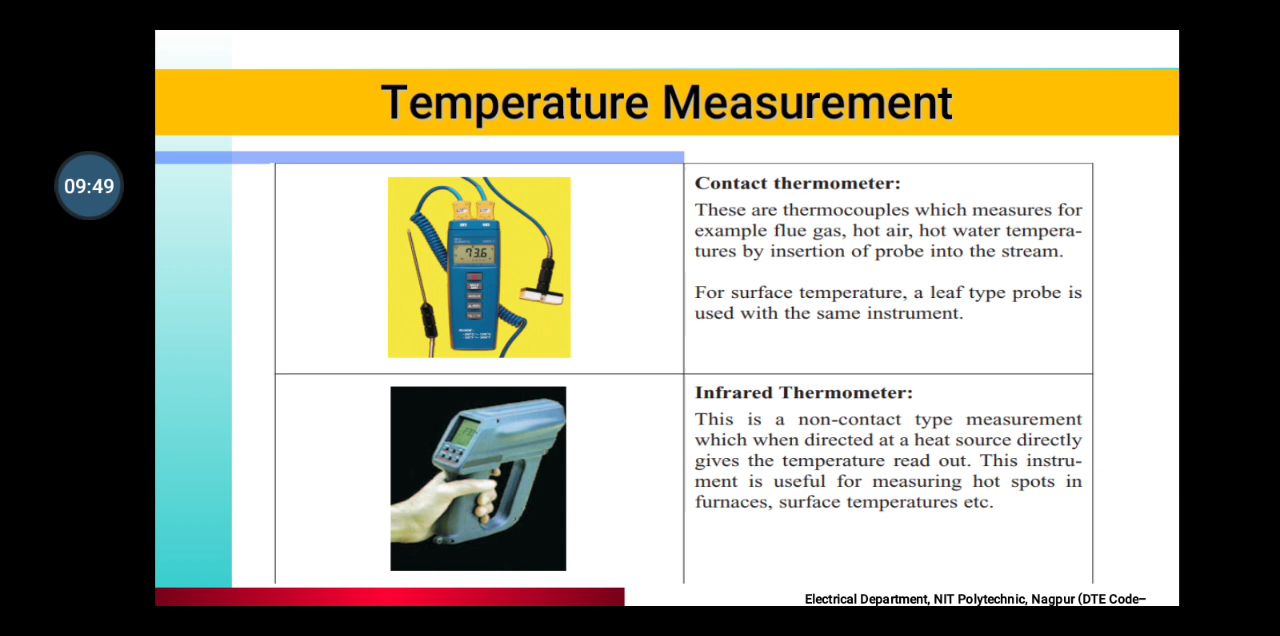 Temperature Measurement
09:49
73.6
Contact thermometer:
These are thermocouples which measures for
example flue gas, hot air, hot water tempera-
tures by insertion of probe into the stream.
For surface temperature, a leaf type probe is
used with the same instrument.
Infrared Thermometer:
This is a non-contact type measurement
which when directed at a heat source directly
gives the temperature read out. This instru-
ment is useful for measuring hot spots in
furnaces, surface temperatures etc.
Electrical Department, NIT Polytechnic, Nagpur (DTE Code–